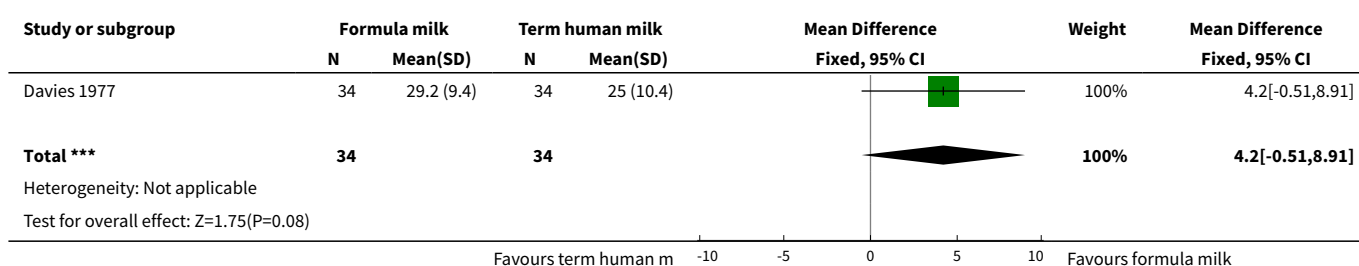 Study or subgroup Formula milk Term human milk Mean Difference Weight Mean Difference
N Mean(SD) N Mean(SD) Fixed, 95% CI Fixed, 95% CI
Davies 1977 34 29.2 (9.4) 34 25 (10.4) 100% 4.2[-0.51,8.91]
Total *** 34 34 100% 4.2[-0.51,8.91]
Heterogeneity: Not applicable
Test for overall effect: Z=1.75(P=0.08)
Favours term human m -10 -5 0 5 10 Favours formula milk